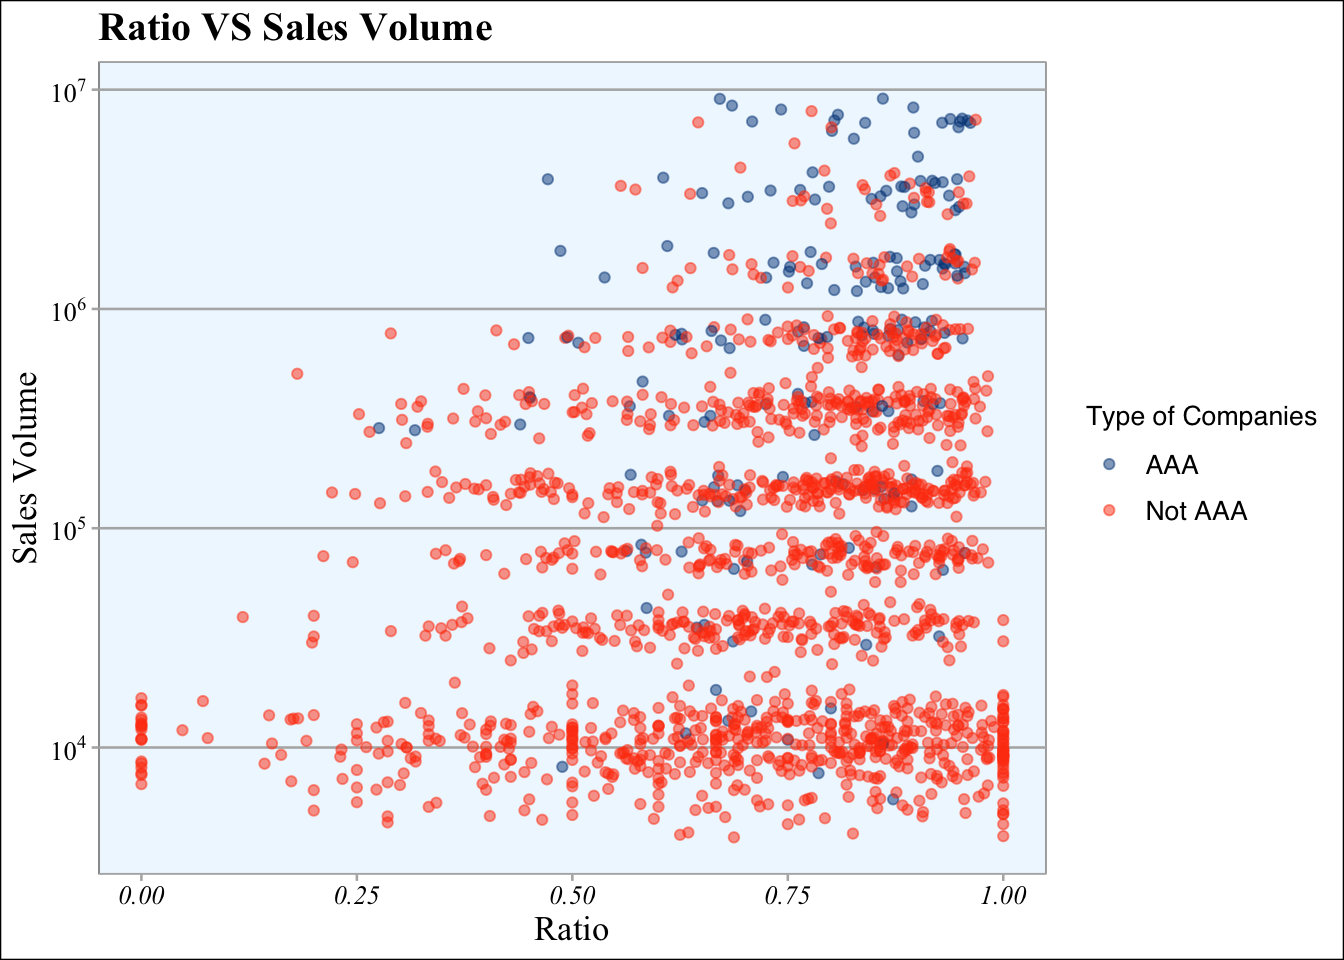 Ratio VS Sales Volume
10^7
10^6
10^5
10^4
Sales Volume
0.00 0.25 0.50 0.75 1.00
Ratio
Type of Companies
AAA
Not AAA